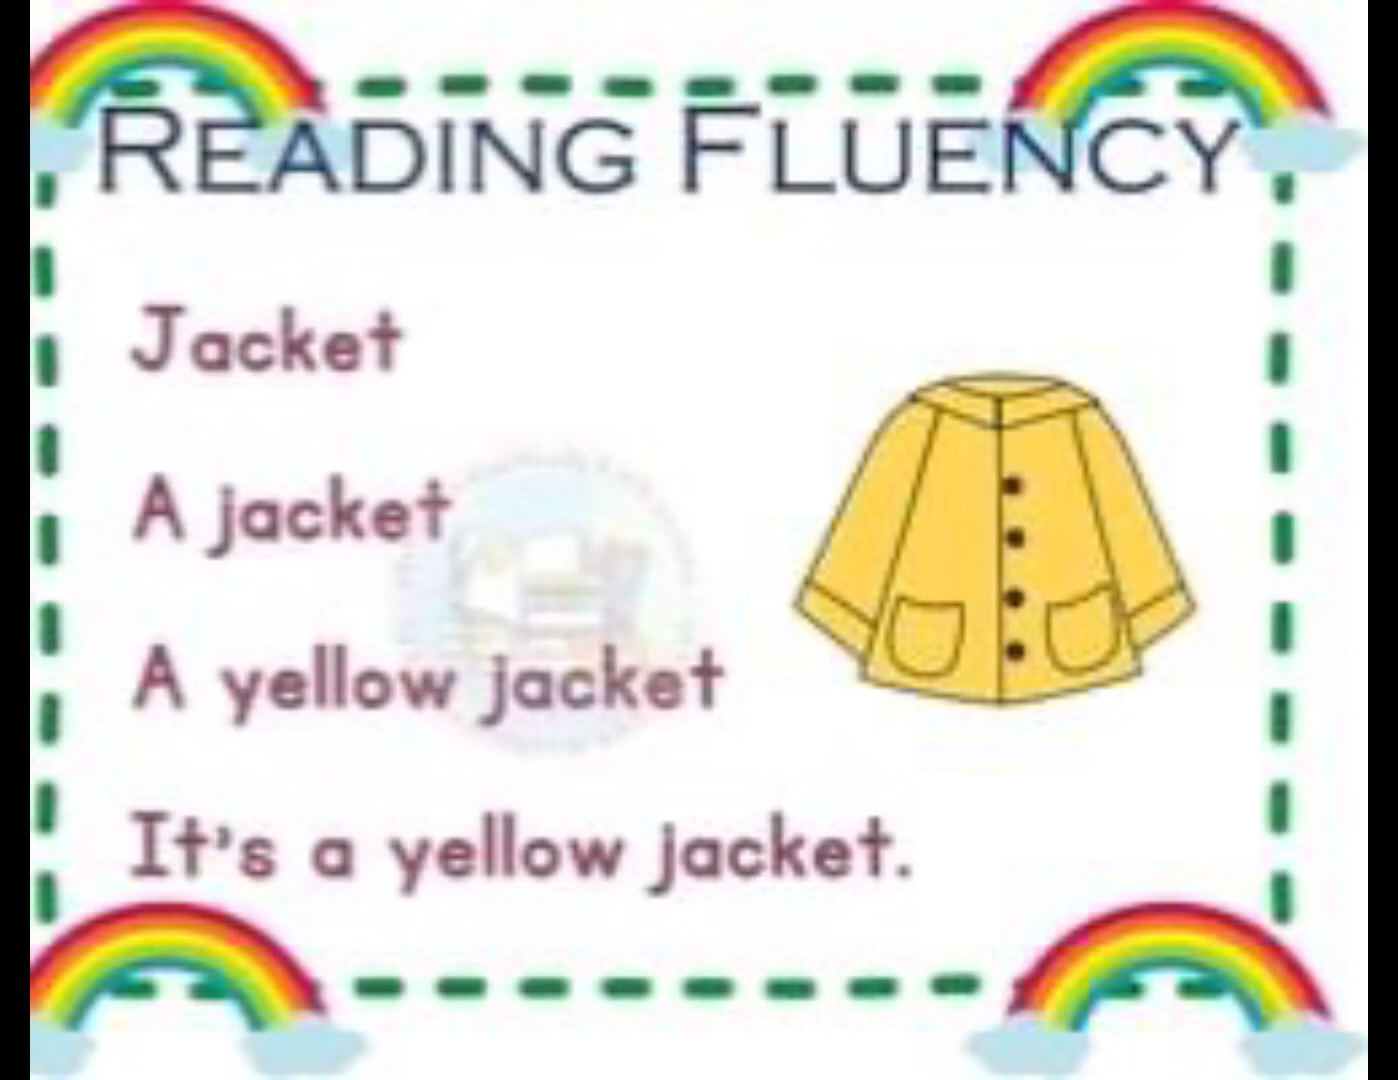 READING FLUENCY
Jacket
A jacket
A yellow jacket
It's a yellow jacket.